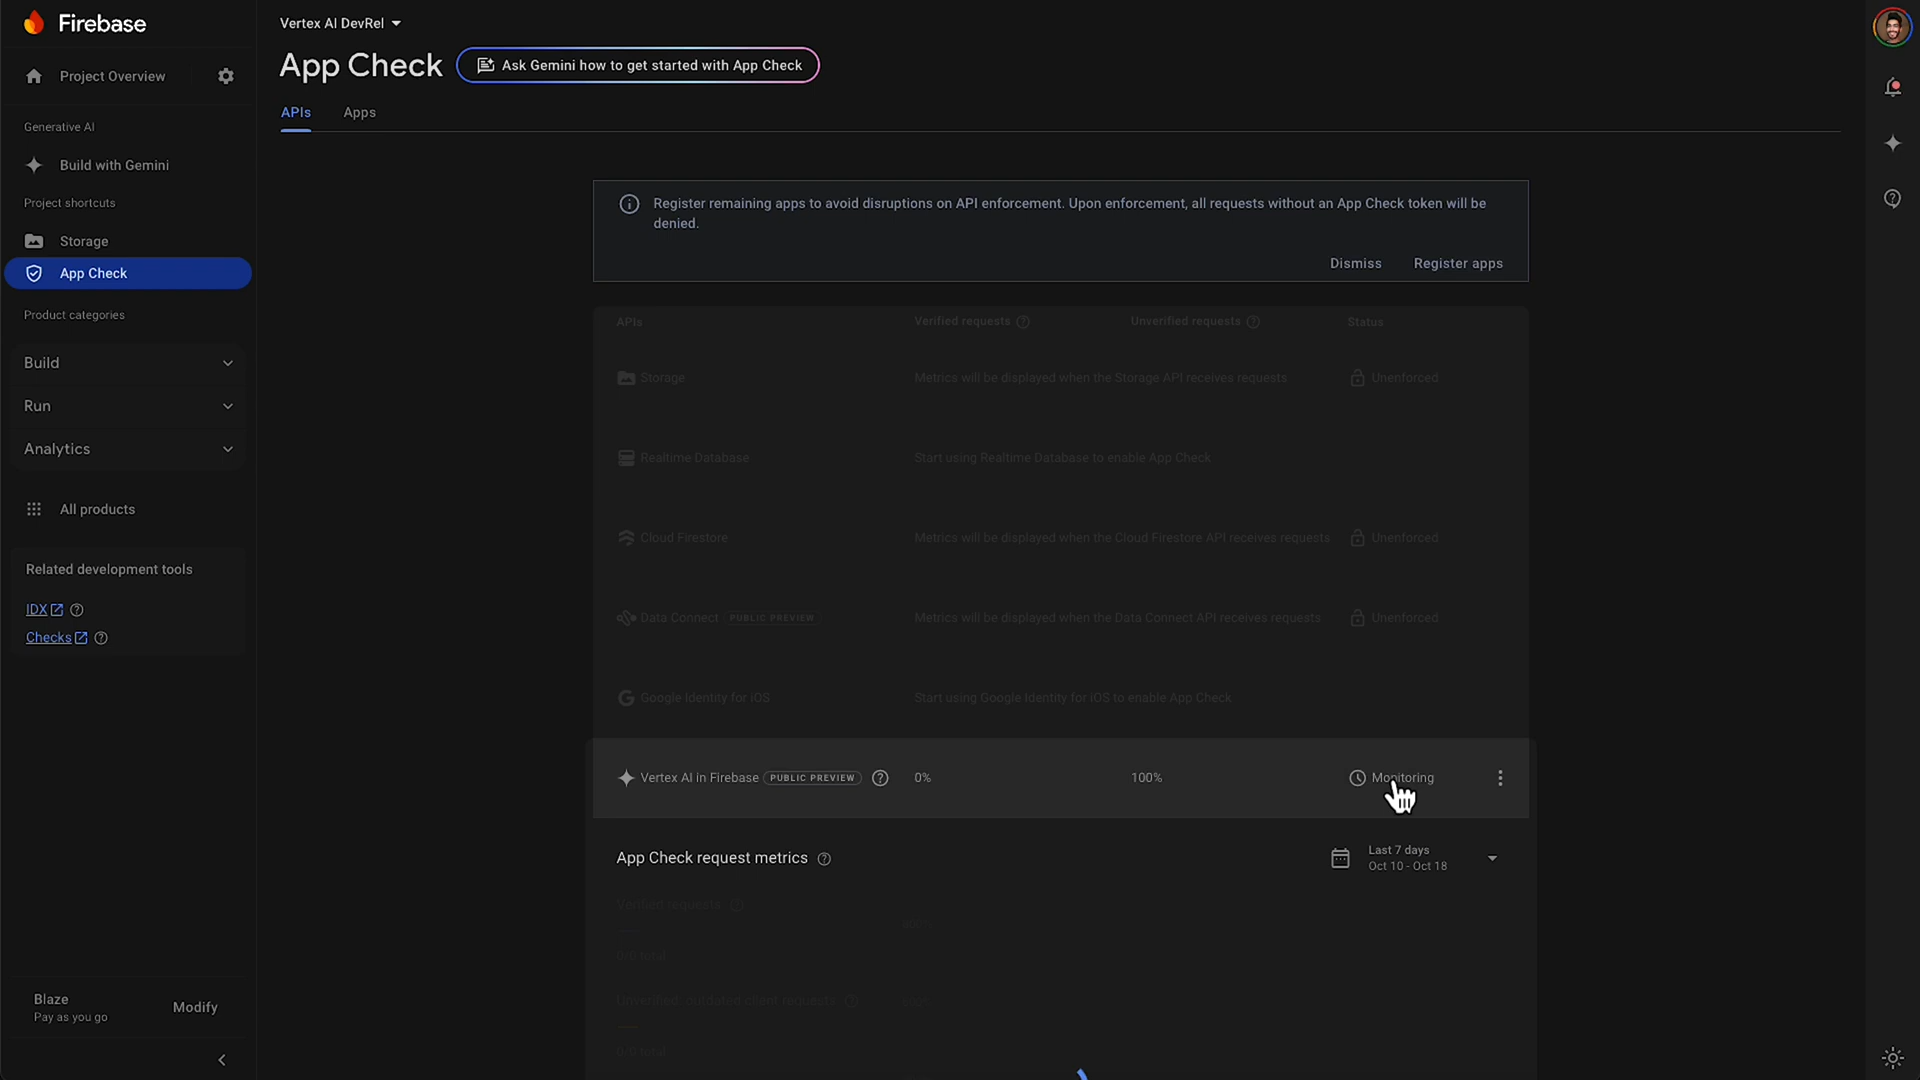 Firebase
Project Overview
Generative AI
Build with Gemini
Project shortcuts
Storage
App Check
Product categories
Build
Run
Analytics
All products
Related development tools
IDX
Checks
Blaze
Pay as you go
Modify
Vertex AI DevRel
App Check
Ask Gemini how to get started with App Check
APIs
Apps
Register remaining apps to avoid disruptions on API enforcement. Upon enforcement, all requests without an App Check token will be
denied.
Dismiss
Register apps
APIs
Verified requests
Unverified requests
Status
Storage
Metrics will be displayed when the Storage API receives requests
Unenforced
Realtime Database
Start using Realtime Database to enable App Check
Cloud Firestore
Metrics will be displayed when the Cloud Firestore API receives requests
Unenforced
Data Connect
PUBLIC PREVIEW
Metrics will be displayed when the Data Connect API receives requests
Unenforced
Google Identity for iOS
Start using Google Identity for iOS to enable App Check
Vertex AI in Firebase
PUBLIC PREVIEW
0%
100%
Monitoring
App Check request metrics
Last 7 days
Oct 10 - Oct 18
Verified requests
Unverified: outdated client requests